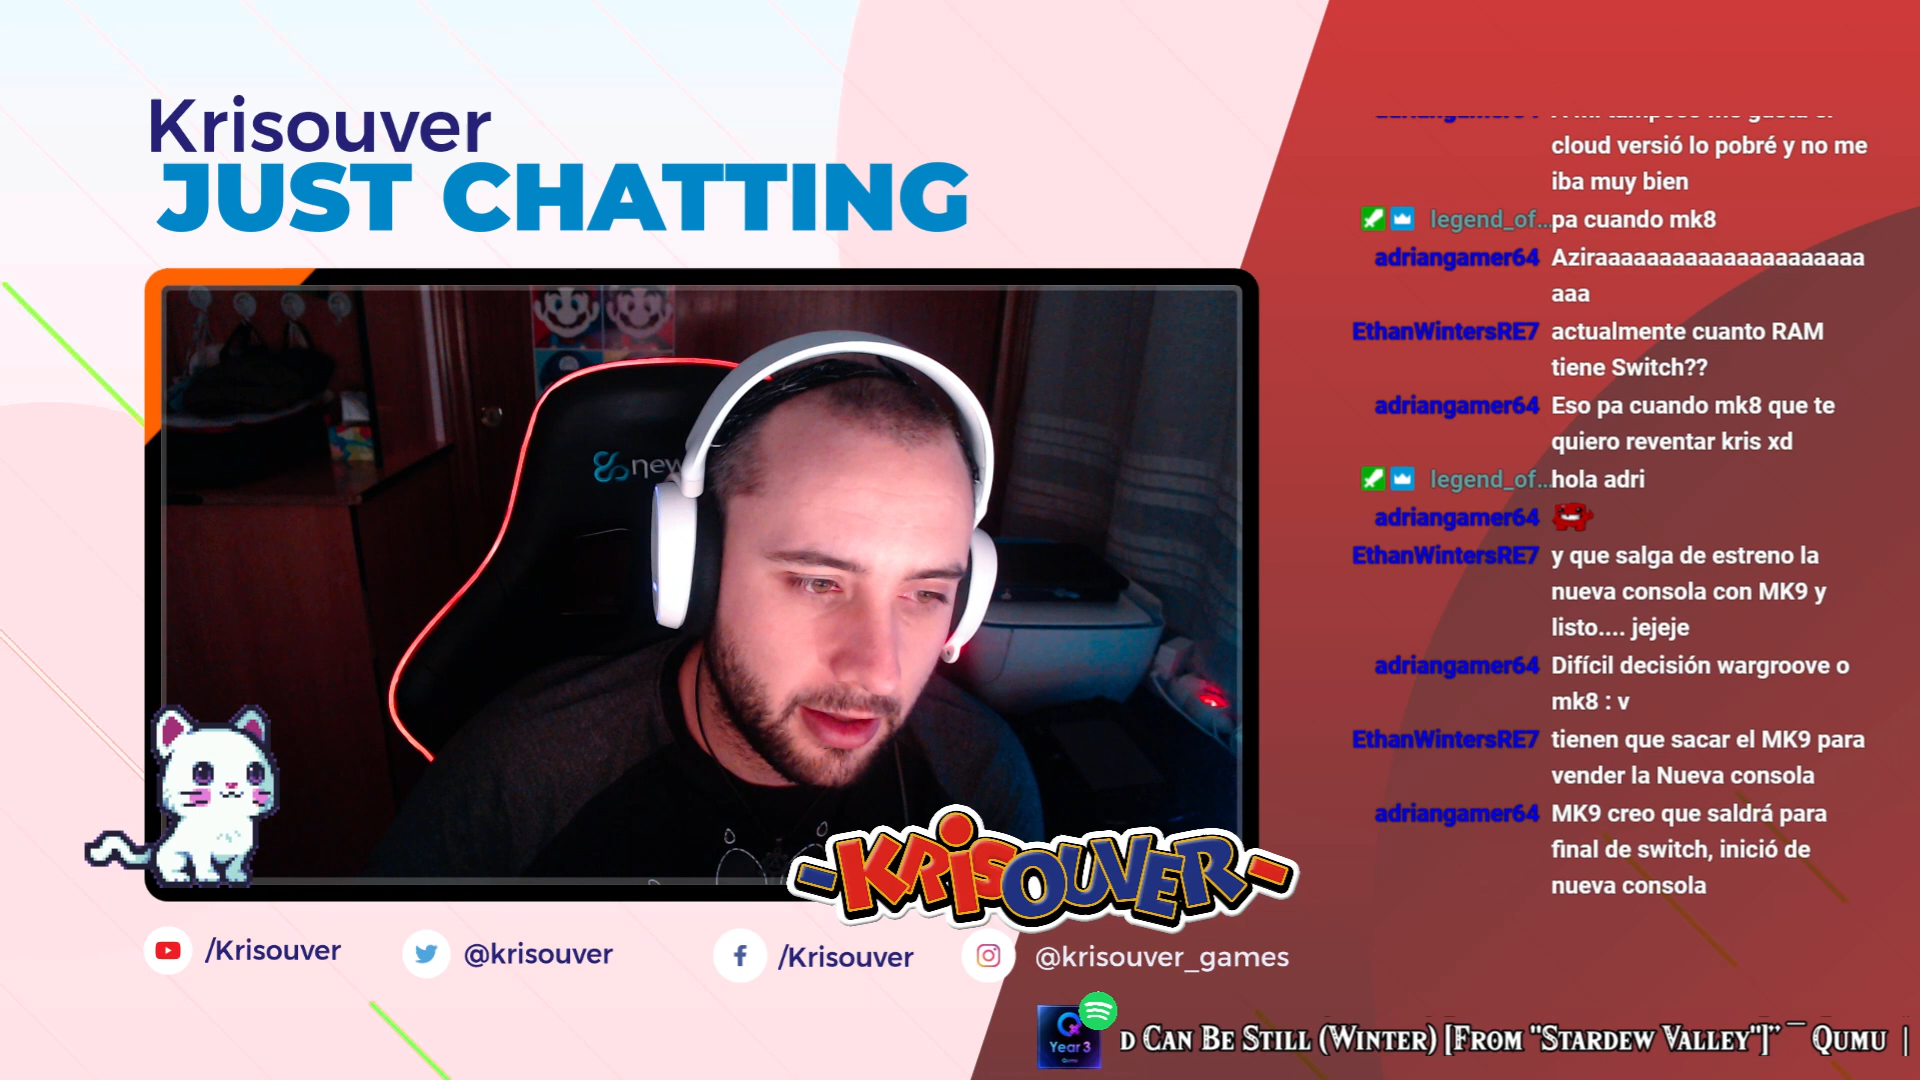 Krisouver
JUST CHATTING
cloud versió lo pobré y no me
iba muy bien
legend_of... pa cuando mk8
adriangamer64 Aziraaaaaaaaaaaaaaaaaaaaa
aaa
EthanWintersRE7 actualmente cuanto RAM
tiene Switch??
adriangamer64 Eso pa cuando mk8 que te
quiero reventar kris xd
legend_of... hola adri
adriangamer64
EthanWintersRE7 y que salga de estreno la
nueva consola con MK9 y
listo.... jejeje
adriangamer64 Difícil decisión wargroove o
mk8 : v
EthanWintersRE7 tienen que sacar el MK9 para
vender la Nueva consola
adriangamer64 MK9 creo que saldrá para
final de switch, inició de
nueva consola
new
-KRISOUVER-
/Krisouver
@krisouver
/Krisouver
@krisouver_games
Year 3
Qumu
D CAN BE STILL (WINTER) [FROM "STARDEW VALLEY"]" ¯ QUMU |